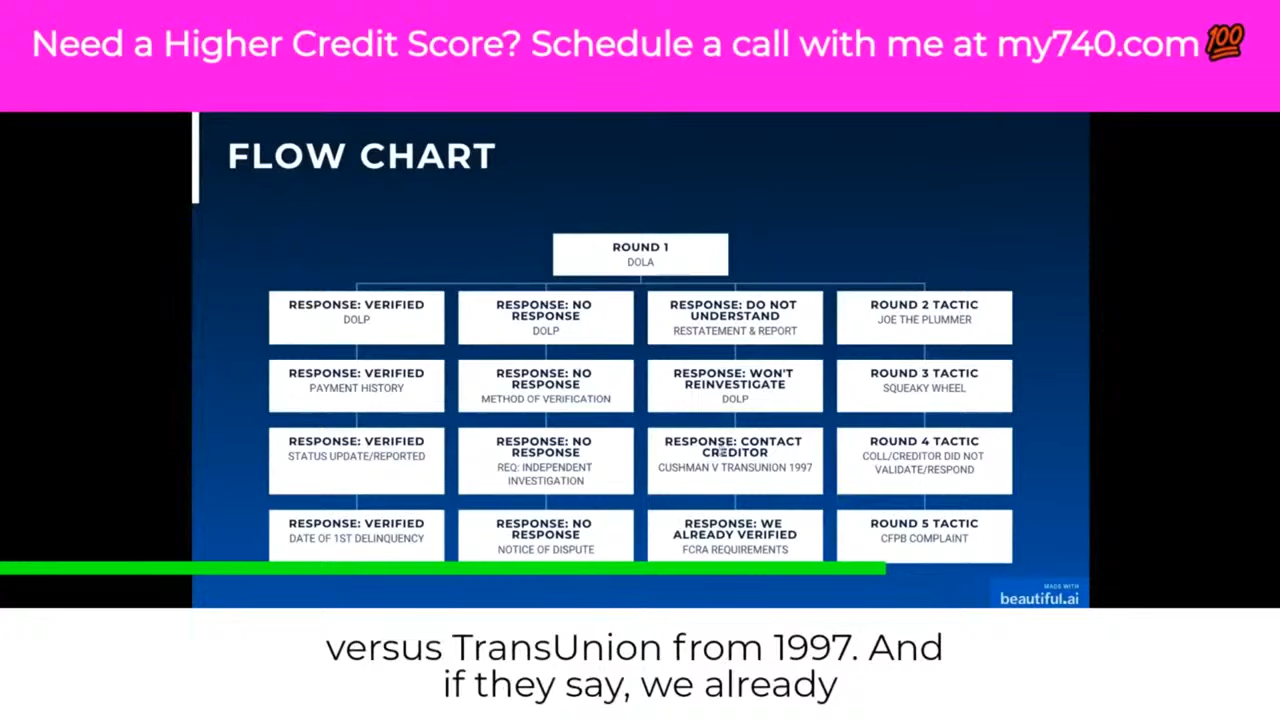 Need a Higher Credit Score? Schedule a call with me at my740.com💯
FLOW CHART
ROUND 1
DOLA
RESPONSE: VERIFIED
DOLP
RESPONSE: NO
RESPONSE
DOLP
RESPONSE: DO NOT
UNDERSTAND
RESTATEMENT & REPORT
ROUND 2 TACTIC
JOE THE PLUMMER
RESPONSE: VERIFIED
PAYMENT HISTORY
RESPONSE: NO
RESPONSE
METHOD OF VERIFICATION
RESPONSE: WON'T
REINVESTIGATE
DOLP
ROUND 3 TACTIC
SQUEAKY WHEEL
RESPONSE: VERIFIED
STATUS UPDATE/REPORTED
RESPONSE: NO
RESPONSE
REQ: INDEPENDENT
INVESTIGATION
RESPONSE: CONTACT
CREDITOR
CUSHMAN V TRANSUNION 1997
ROUND 4 TACTIC
COLL/CREDITOR DID NOT
VALIDATE/RESPOND
RESPONSE: VERIFIED
DATE OF 1ST DELINQUENCY
RESPONSE: NO
RESPONSE
NOTICE OF DISPUTE
RESPONSE: WE
ALREADY VERIFIED
FCRA REQUIREMENTS
ROUND 5 TACTIC
CFPB COMPLAINT
MADE WITH
beautiful.ai
versus TransUnion from 1997. And
if they say, we already